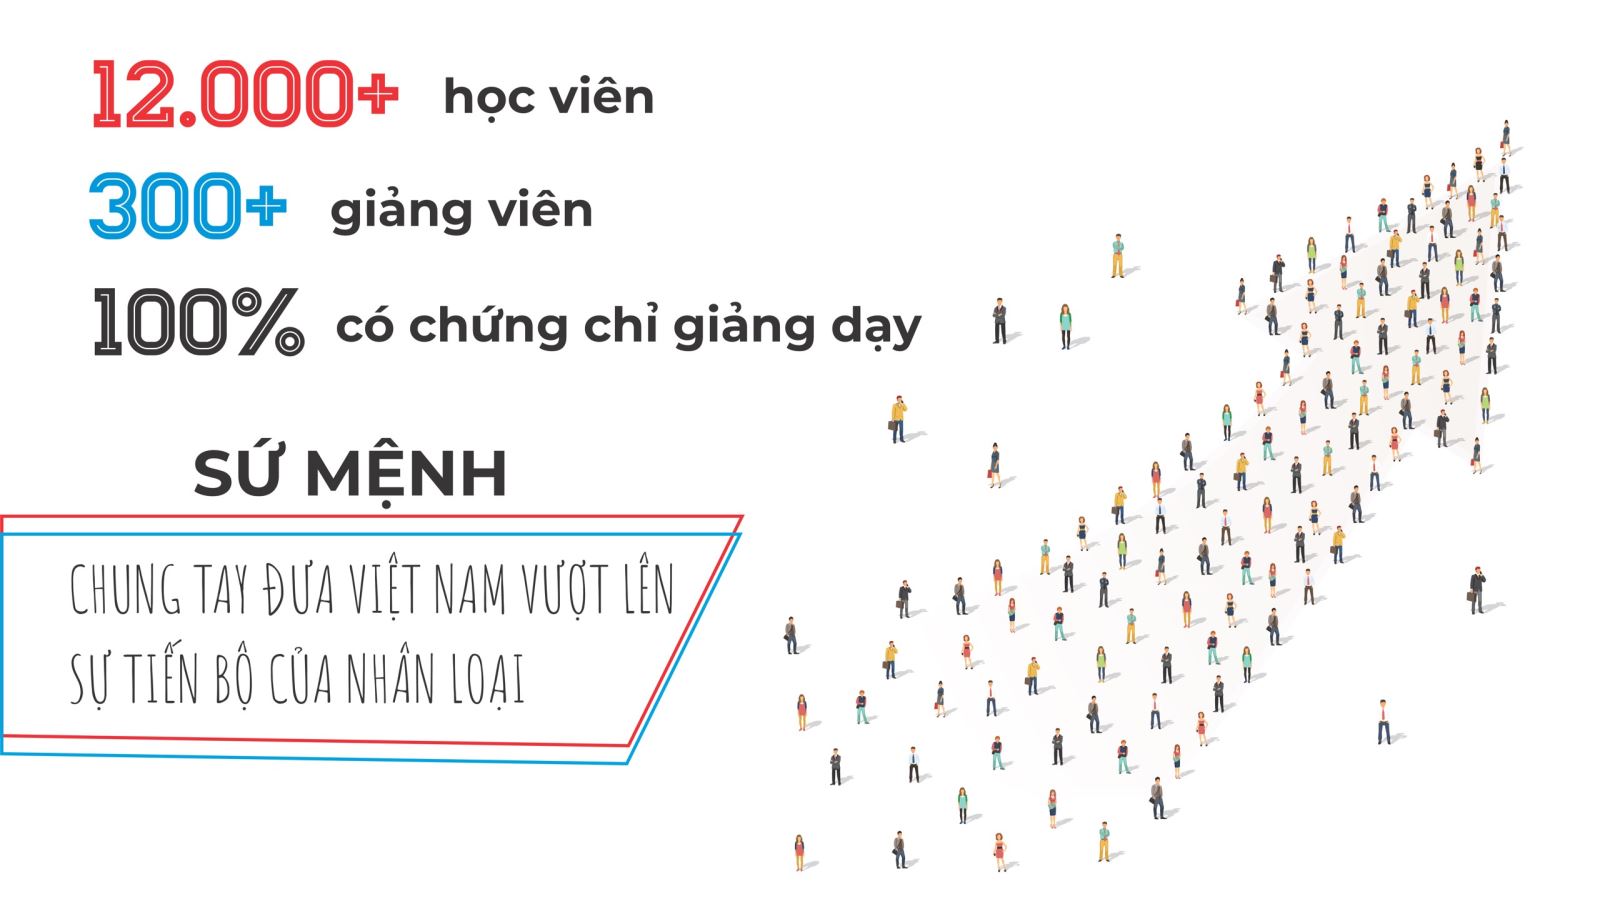 12.000+ học viên
300+ giảng viên
100% có chứng chỉ giảng dạy
SỨ MỆNH
CHUNG TAY ĐƯA VIỆT NAM VƯỢT LÊN
SỰ TIẾN BỘ CỦA NHÂN LOẠI